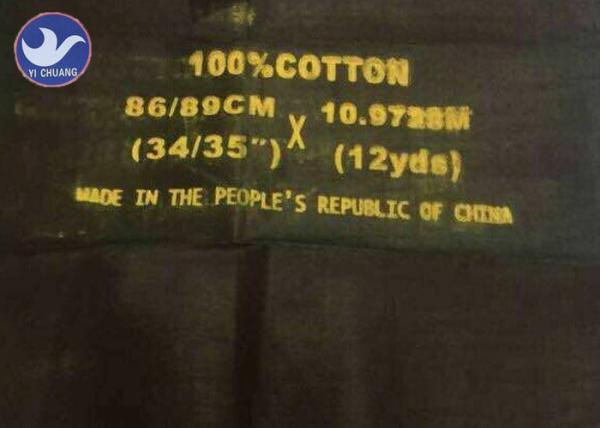 YI CHUANG
100%COTTON
86/89CM X 10.9728M
(34/35") (12yds)
MADE IN THE PEOPLE'S REPUBLIC OF CHINA